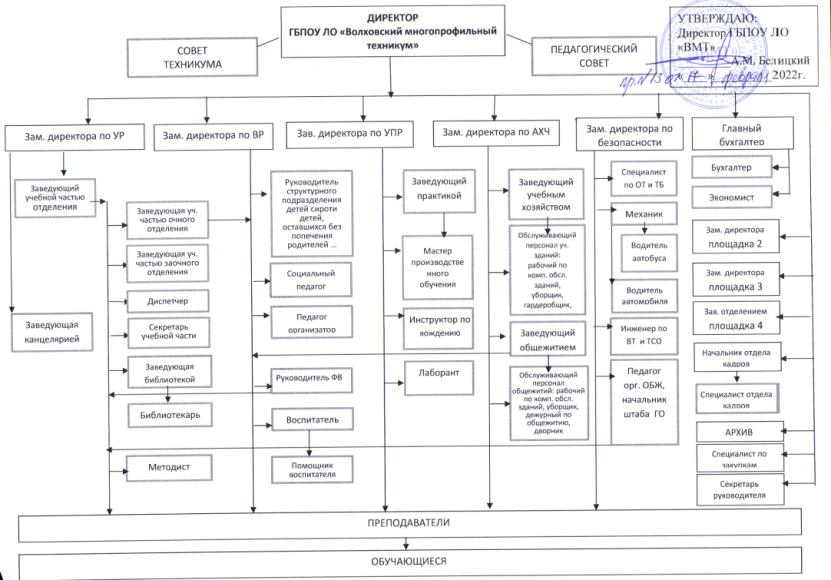 ДИРЕКТОР
ГБПОУ ЛО «Волховский многопрофильный
техникум»
СОВЕТ
ТЕХНИКУМА
ПЕДАГОГИЧЕСКИЙ
СОВЕТ
УТВЕРЖДАЮ:
Директор ГБПОУ ЛО
«ВМТ»
А.М. Белицкий
«17» февраля 2022г.
Зам. директора по УР
Зам. директора по ВР
Зав. директора по УПР
Зам. директора по АХЧ
Зам. директора по
безопасности
Главный
бухгалтер
Заведующий
учебной частью
отделения
Заведующая
канцелярией
Заведующая уч.
частью очного
отделения
Заведующая уч.
частью заочного
отделения
Диспетчер
Секретарь
учебной части
Заведующая
библиотекой
Библиотекарь
Методист
Руководитель
структурного
подразделения
детей сироти
детей,
оставшихся без
попечения
родителей ...
Социальный
педагог
Педагог
организатор
Руководитель ФВ
Воспитатель
Помощник
воспитателя
Заведующий
практикой
Мастер
производстве
нного
обучения
Инструктор по
вождению
Лаборант
Заведующий
учебным
хозяйством
Обслуживающий
персонал уч.
зданий:
рабочий по
комп. обсл.
зданий,
уборщик,
гардеробщик,
Заведующий
общежитием
Обслуживающий
персонал
общежитий: рабочий
по комп. обсл.
зданий, уборщик,
дежурный по
общежитию,
дворник
Специалист
по ОТ и ТБ
Механик
Водитель
автобуса
Водитель
автомобиля
Инженер по
ВТ и ТСО
Педагог
орг. ОБЖ,
начальник
штаба ГО
Бухгалтер
Экономист
Зам. директора
площадка 2
Зам. директора
площадка 3
Зав. отделением
площадка 4
Начальник отдела
кадров
Специалист отдела
кадров
АРХИВ
Специалист по
закупкам
Секретарь
руководителя
ПРЕПОДАВАТЕЛИ
ОБУЧАЮЩИЕСЯ